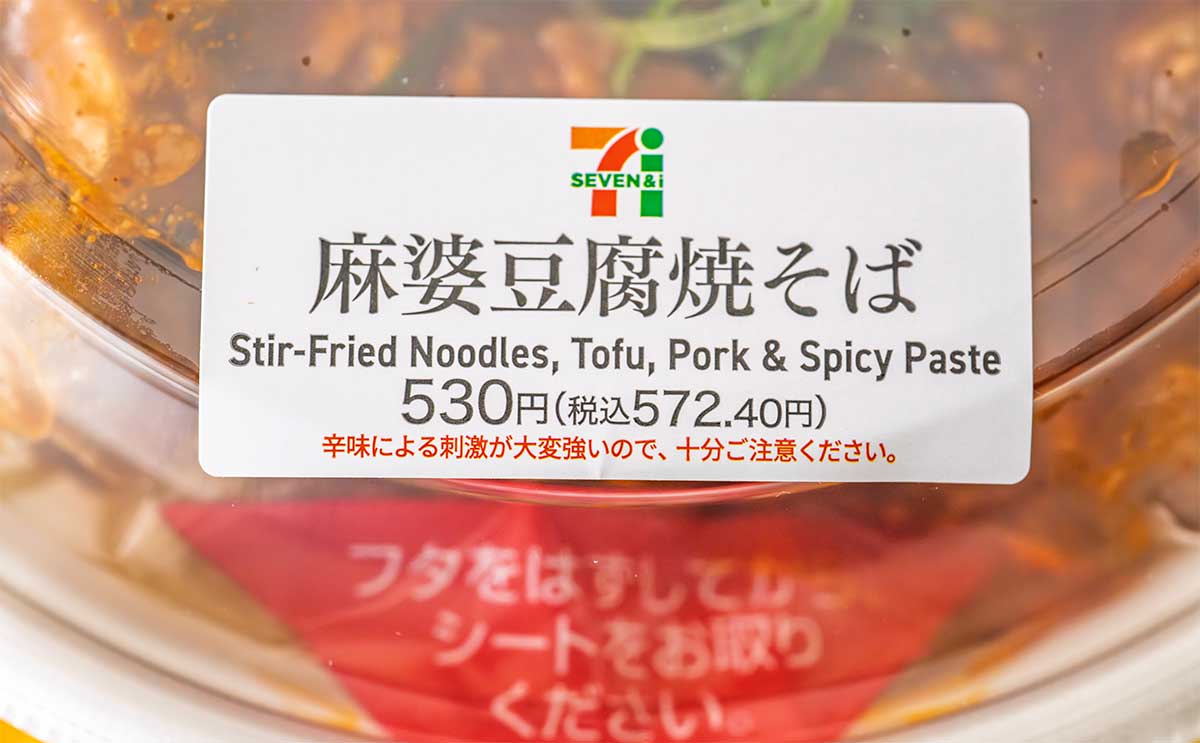 SEVEN&i
麻婆豆腐焼そば
Stir-Fried Noodles, Tofu, Pork & Spicy Paste
530円(税込572.40円)
辛味による刺激が大変強いので、十分ご注意ください。
フタをはずしてから、
シートをお取り
ください。